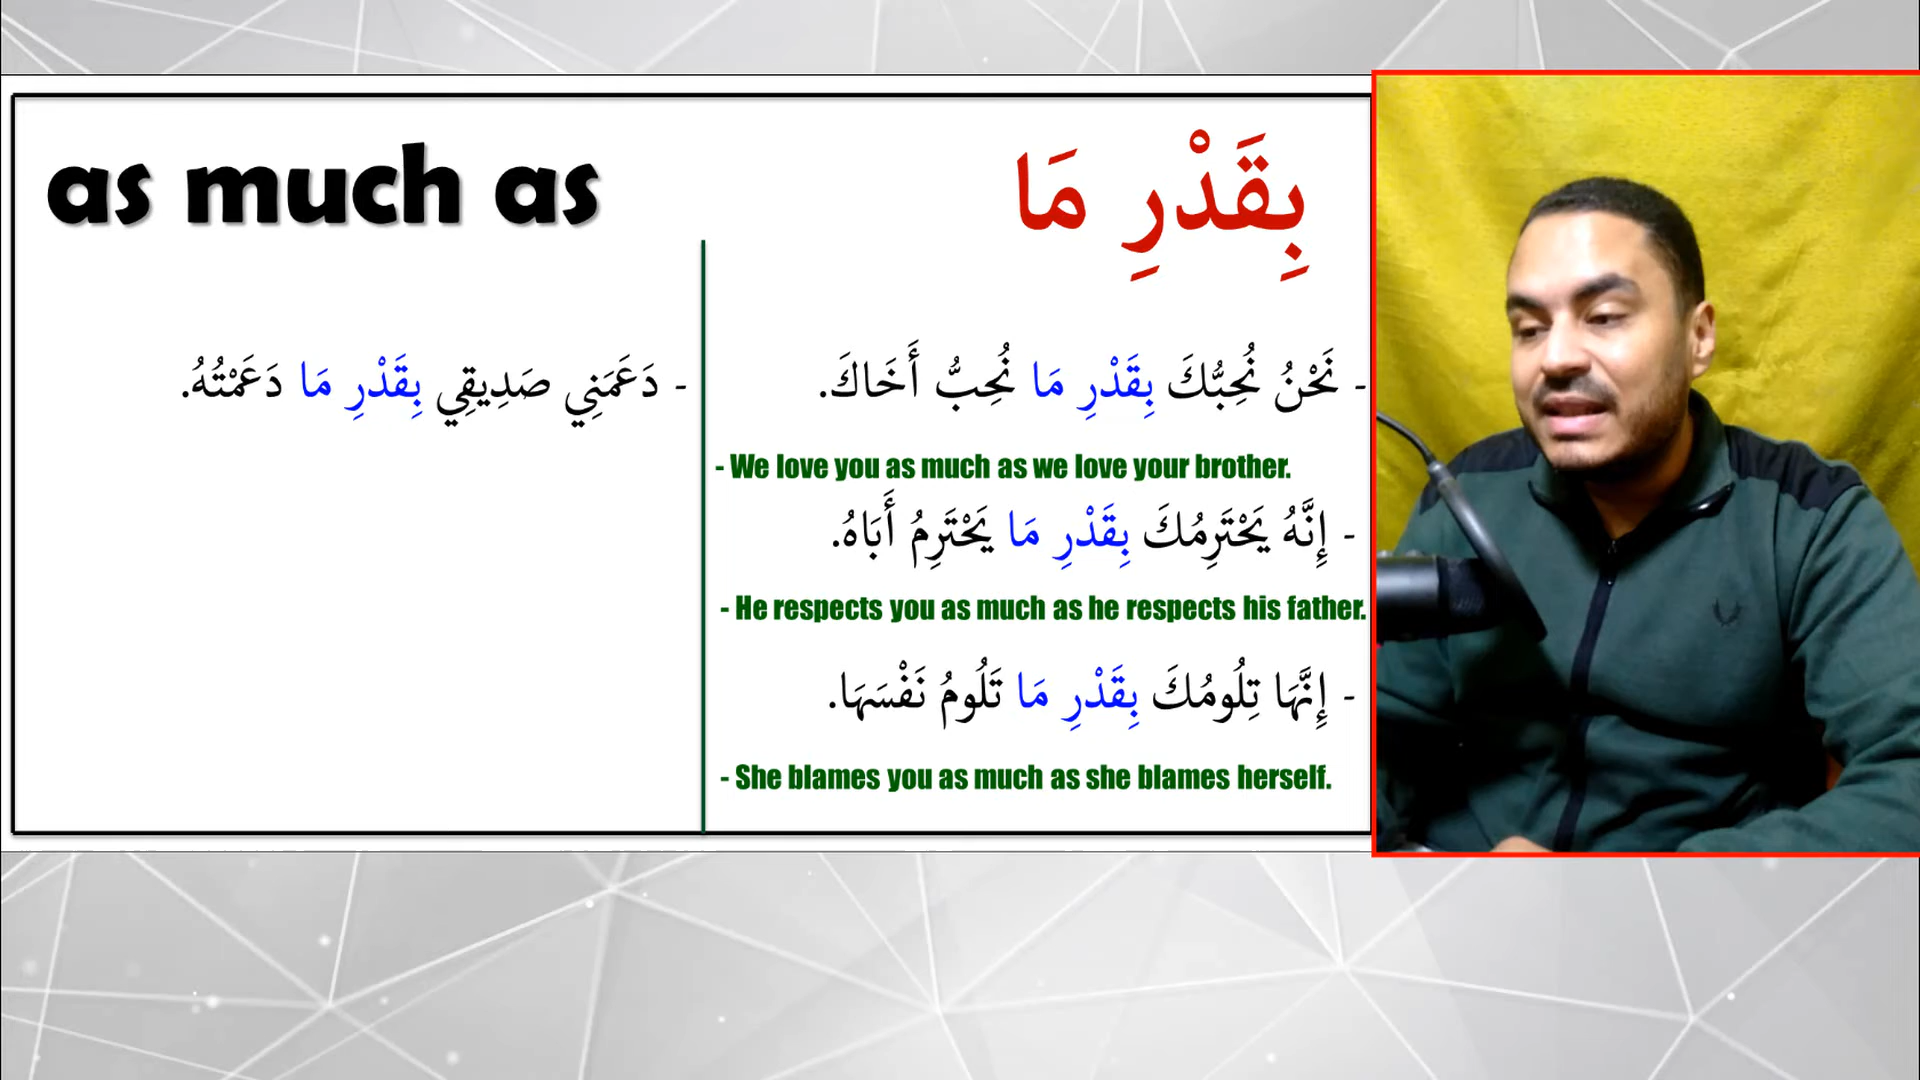 as much as
بِقَدْرِ مَا
- نَحْنُ نُحِبُّكَ بِقَدْرِ مَا نُحِبُّ أَخَاكَ.
- We love you as much as we love your brother.
- إِنَّهُ يَحْتَرِمُكَ بِقَدْرِ مَا يَحْتَرِمُ أَبَاهُ.
- He respects you as much as he respects his father.
- إِنَّهَا تِلُومُكَ بِقَدْرِ مَا تَلُومُ نَفْسَهَا.
- She blames you as much as she blames herself.
- دَعَمَنِي صَدِيقِي بِقَدْرِ مَا دَعَمْتُهُ.